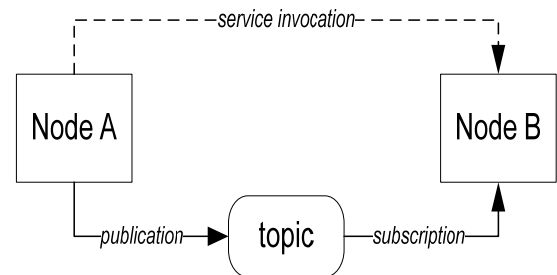 service invocation
Node A
Node B
publication
topic
subscription